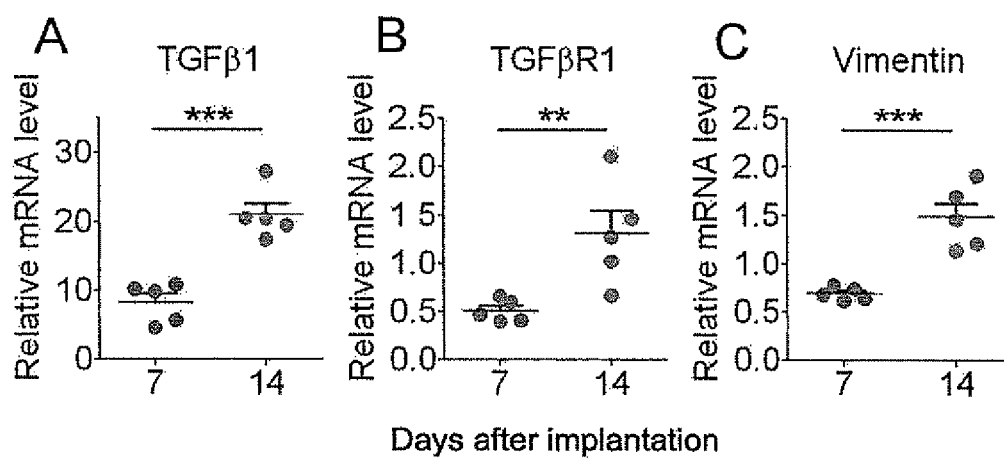 A
TGFβ1
***
Relative mRNA level
30
20
10
0
7
14
B
TGFβR1
**
Relative mRNA level
2.5
2.0
1.5
1.0
0.5
0.0
7
14
C
Vimentin
***
Relative mRNA level
2.5
2.0
1.5
1.0
0.5
0.0
7
14
Days after implantation